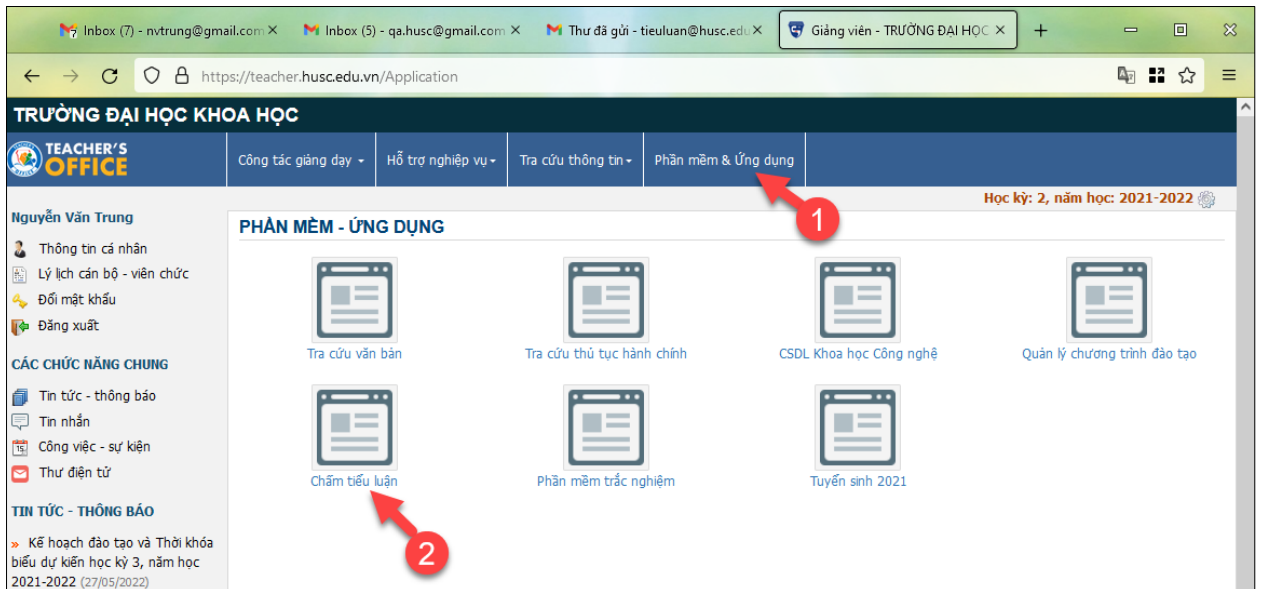 Inbox (7) - nvtrung@gmail.com
Inbox (5) - qa.husc@gmail.com
Thư đã gửi - tieuluan@husc.edu
Giảng viên - TRƯỜNG ĐẠI HỌC
https://teacher.husc.edu.vn/Application
TRƯỜNG ĐẠI HỌC KHOA HỌC
TEACHER'S
OFFICE
Công tác giảng dạy
Hỗ trợ nghiệp vụ
Tra cứu thông tin
Phần mềm & Ứng dụng
1
Học kỳ: 2, năm học: 2021-2022
Nguyễn Văn Trung
Thông tin cá nhân
Lý lịch cán bộ - viên chức
Đổi mật khẩu
Đăng xuất
CÁC CHỨC NĂNG CHUNG
Tin tức - thông báo
Tin nhắn
Công việc - sự kiện
Thư điện tử
TIN TỨC - THÔNG BÁO
» Kế hoạch đào tạo và Thời khóa
biểu dự kiến học kỳ 3, năm học
2021-2022 (27/05/2022)
PHẦN MỀM - ỨNG DỤNG
Tra cứu văn bản
Tra cứu thủ tục hành chính
CSDL Khoa học Công nghệ
Quản lý chương trình đào tạo
Chấm tiểu luận
Phần mềm trắc nghiệm
Tuyển sinh 2021
2